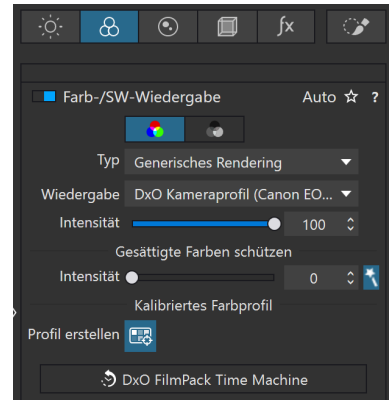 fx
Farb-/SW-Wiedergabe Auto ☆ ?
Typ Generisches Rendering
Wiedergabe DxO Kameraprofil (Canon EO...
Intensität 100
Gesättigte Farben schützen
Intensität 0
Kalibriertes Farbprofil
Profil erstellen
DxO FilmPack Time Machine